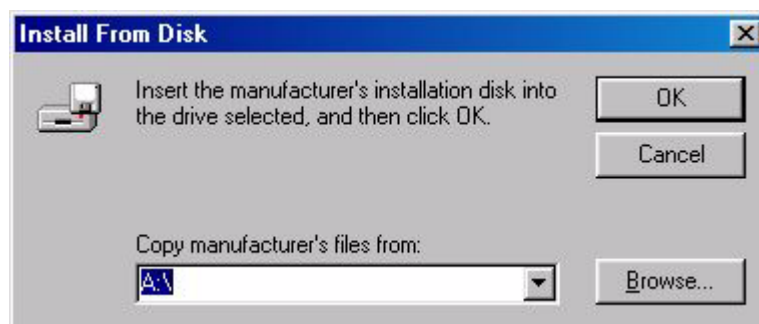 Install From Disk
Insert the manufacturer's installation disk into
the drive selected, and then click OK.
OK
Cancel
Copy manufacturer's files from:
A:\
Browse...